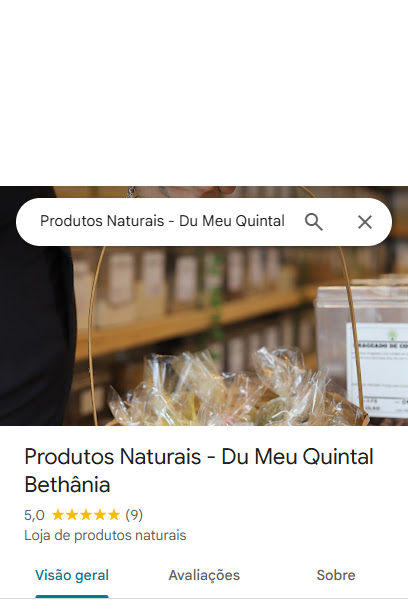 Produtos Naturais - Du Meu Quintal
Produtos Naturais - Du Meu Quintal
Bethânia
5,0 ★★★★★ (9)
Loja de produtos naturais
Visão geral Avaliações Sobre